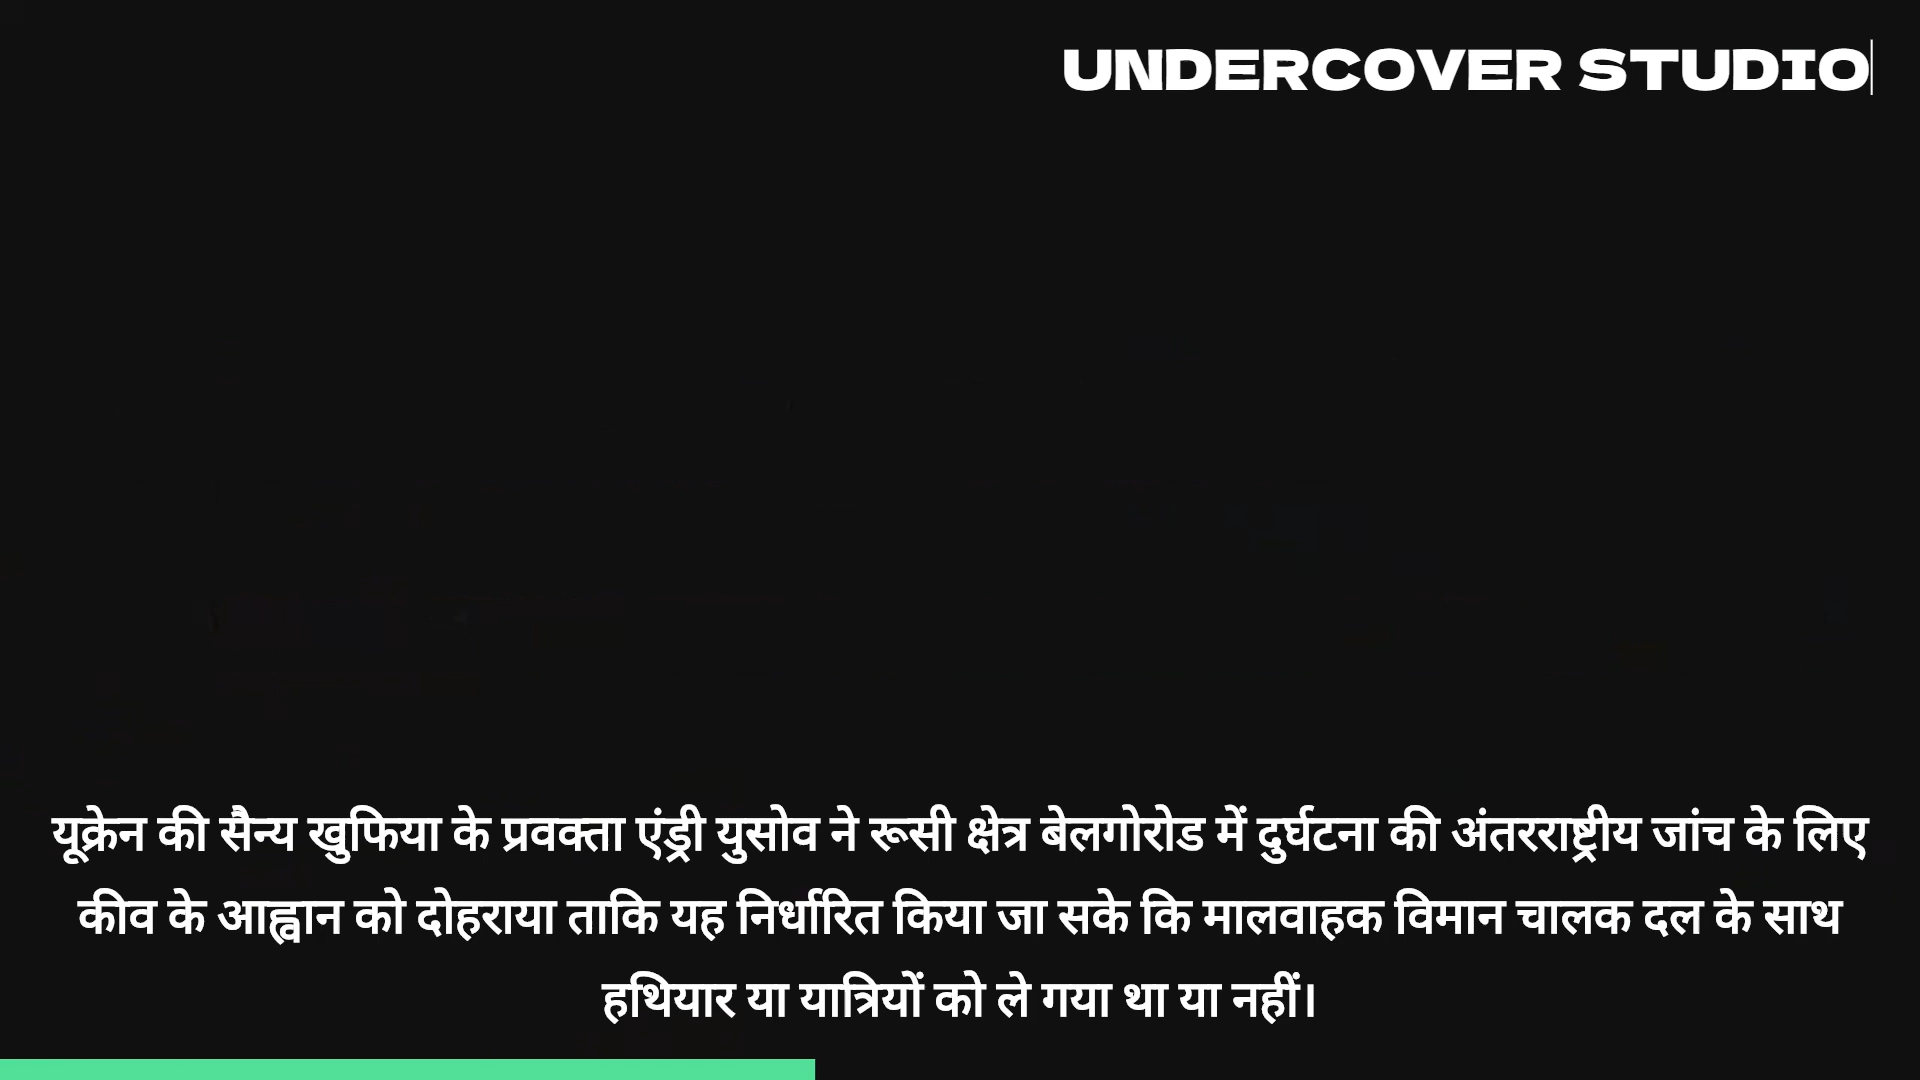 UNDERCOVER STUDIO
यूक्रेन की सैन्य खुफिया के प्रवक्ता एंड्री युसोव ने रूसी क्षेत्र बेलगोरोड में दुर्घटना की अंतरराष्ट्रीय जांच के लिए
कीव के आह्वान को दोहराया ताकि यह निर्धारित किया जा सके कि मालवाहक विमान चालक दल के साथ
हथियार या यात्रियों को ले गया था या नहीं।